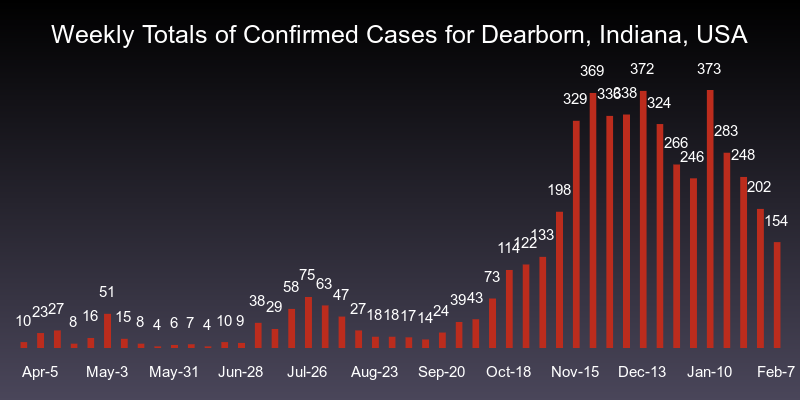 Weekly Totals of Confirmed Cases for Dearborn, Indiana, USA
10 23 27 8 16 51 15 8 4 6 7 4 10 9 38 29 58 75 63 47 27 18 18 17 14 24 39 43 73 114 122 133 198 329 369 336 338 372 324 266 246 373 283 248 202 154
Apr-5 May-3 May-31 Jun-28 Jul-26 Aug-23 Sep-20 Oct-18 Nov-15 Dec-13 Jan-10 Feb-7